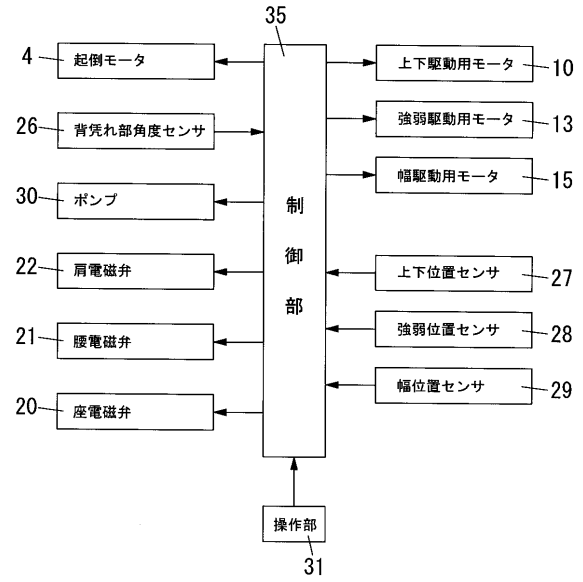 35
4
起倒モータ
26
背凭れ部角度センサ
30
ポンプ
22
肩電磁弁
21
腰電磁弁
20
座電磁弁
制御部
上下駆動用モータ
10
強弱駆動用モータ
13
幅駆動用モータ
15
上下位置センサ
27
強弱位置センサ
28
幅位置センサ
29
操作部
31